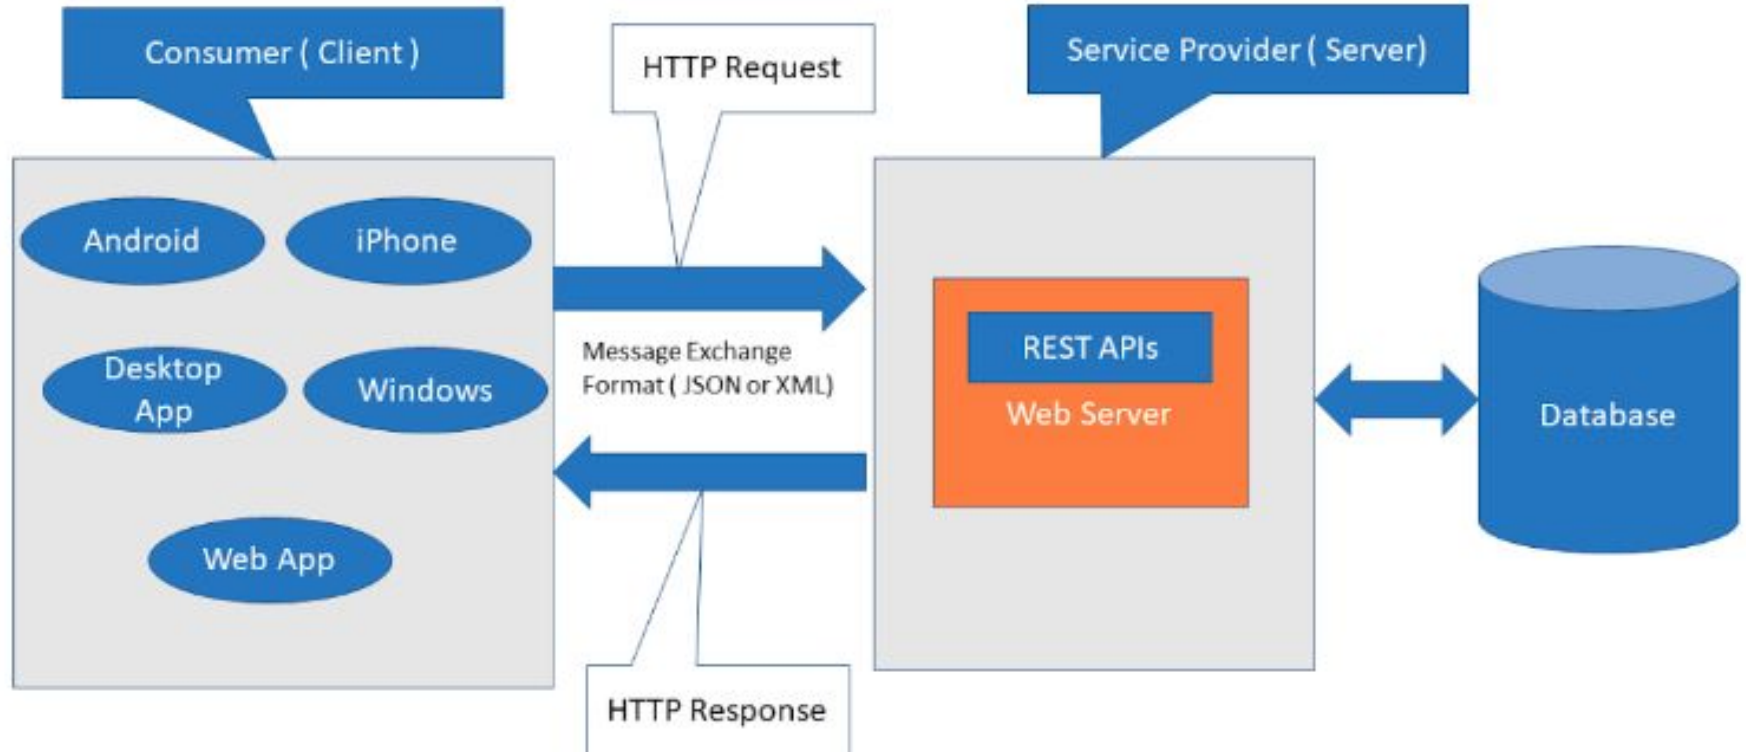 Consumer ( Client )
HTTP Request
Service Provider ( Server)
Android
iPhone
Desktop
App
Windows
Web App
Message Exchange
Format ( JSON or XML)
REST APIs
Web Server
Database
HTTP Response